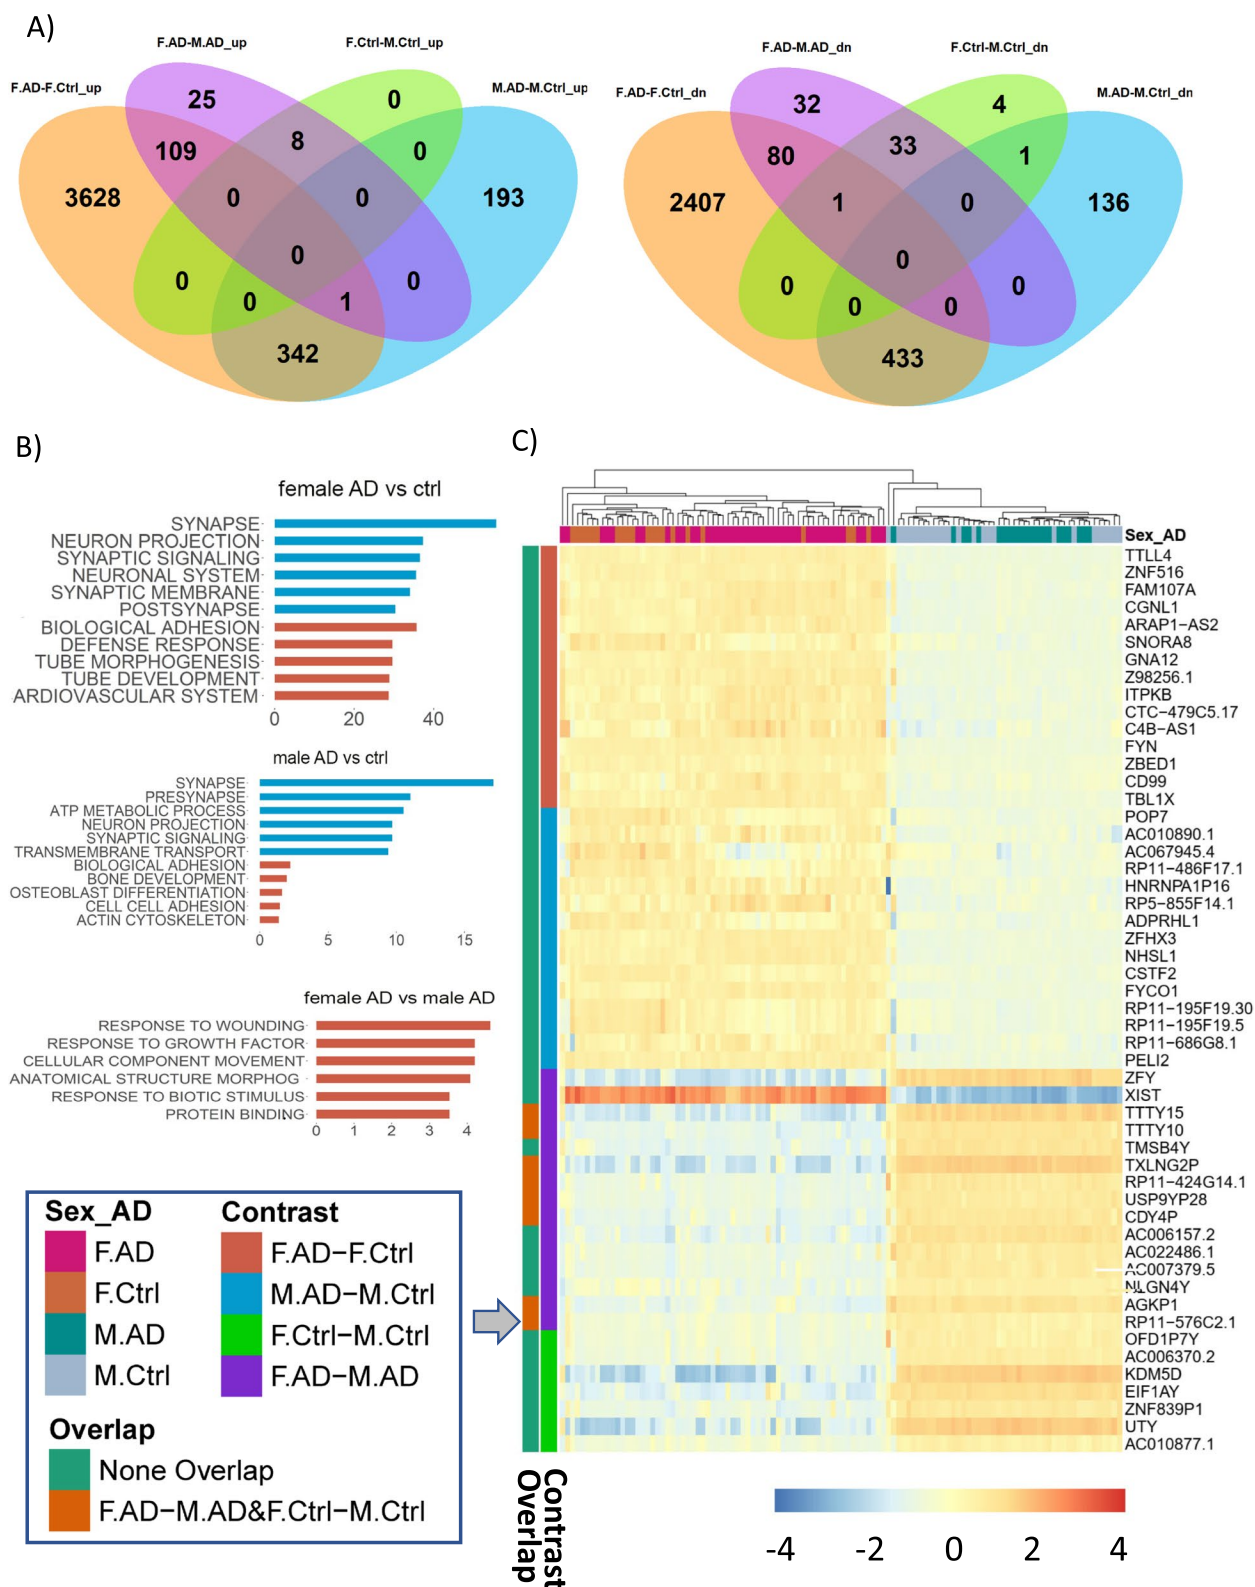 A)
F.AD-M.AD_up
F.Ctrl-M.Ctrl_up
F.AD-F.Ctrl_up
M.AD-M.Ctrl_up
25
0
8
109
0
3628
0
0
193
0
0
0
0
1
342
F.AD-M.AD_dn
F.Ctrl-M.Ctrl_dn
F.AD-F.Ctrl_dn
M.AD-M.Ctrl_dn
32
4
33
80
1
2407
1
0
136
0
0
0
0
0
433
B)
female AD vs ctrl
SYNAPSE
NEURON PROJECTION
SYNAPTIC SIGNALING
NEURONAL SYSTEM
SYNAPTIC MEMBRANE
POSTSYNAPSE
BIOLOGICAL ADHESION
DEFENSE RESPONSE
TUBE MORPHOGENESIS
TUBE DEVELOPMENT
ARDIOVASCULAR SYSTEM
0 20 40
male AD vs ctrl
SYNAPSE
PRESYNAPSE
ATP METABOLIC PROCESS
NEURON PROJECTION
SYNAPTIC SIGNALING
TRANSMEMBRANE TRANSPORT
BIOLOGICAL ADHESION
BONE DEVELOPMENT
OSTEOBLAST DIFFERENTIATION
CELL CELL ADHESION
ACTIN CYTOSKELETON
0 5 10 15
female AD vs male AD
RESPONSE TO WOUNDING
RESPONSE TO GROWTH FACTOR
CELLULAR COMPONENT MOVEMENT
ANATOMICAL STRUCTURE MORPHOG
RESPONSE TO BIOTIC STIMULUS
PROTEIN BINDING
0 1 2 3 4
Sex_AD
F.AD
F.Ctrl
M.AD
M.Ctrl
Contrast
F.AD−F.Ctrl
M.AD−M.Ctrl
F.Ctrl−M.Ctrl
F.AD−M.AD
Overlap
None Overlap
F.AD−M.AD&F.Ctrl−M.Ctrl
C)
Sex_AD
TTLL4
ZNF516
FAM107A
CGNL1
ARAP1−AS2
SNORA8
GNA12
Z98256.1
ITPKB
CTC−479C5.17
C4B−AS1
FYN
ZBED1
CD99
TBL1X
POP7
AC010890.1
AC067945.4
RP11−486F17.1
HNRNPA1P16
RP5−855F14.1
ADPRHL1
ZFHX3
NHSL1
CSTF2
FYCO1
RP11−195F19.30
RP11−195F19.5
RP11−686G8.1
PELI2
ZFY
XIST
TTTY15
TTTY10
TMSB4Y
TXLNG2P
RP11−424G14.1
USP9YP28
CDY4P
AC006157.2
AC022486.1
AC007379.5
NLGN4Y
AGKP1
RP11−576C2.1
OFD1P7Y
AC006370.2
KDM5D
EIF1AY
ZNF839P1
UTY
AC010877.1
Contrast
Overlap
-4 -2 0 2 4